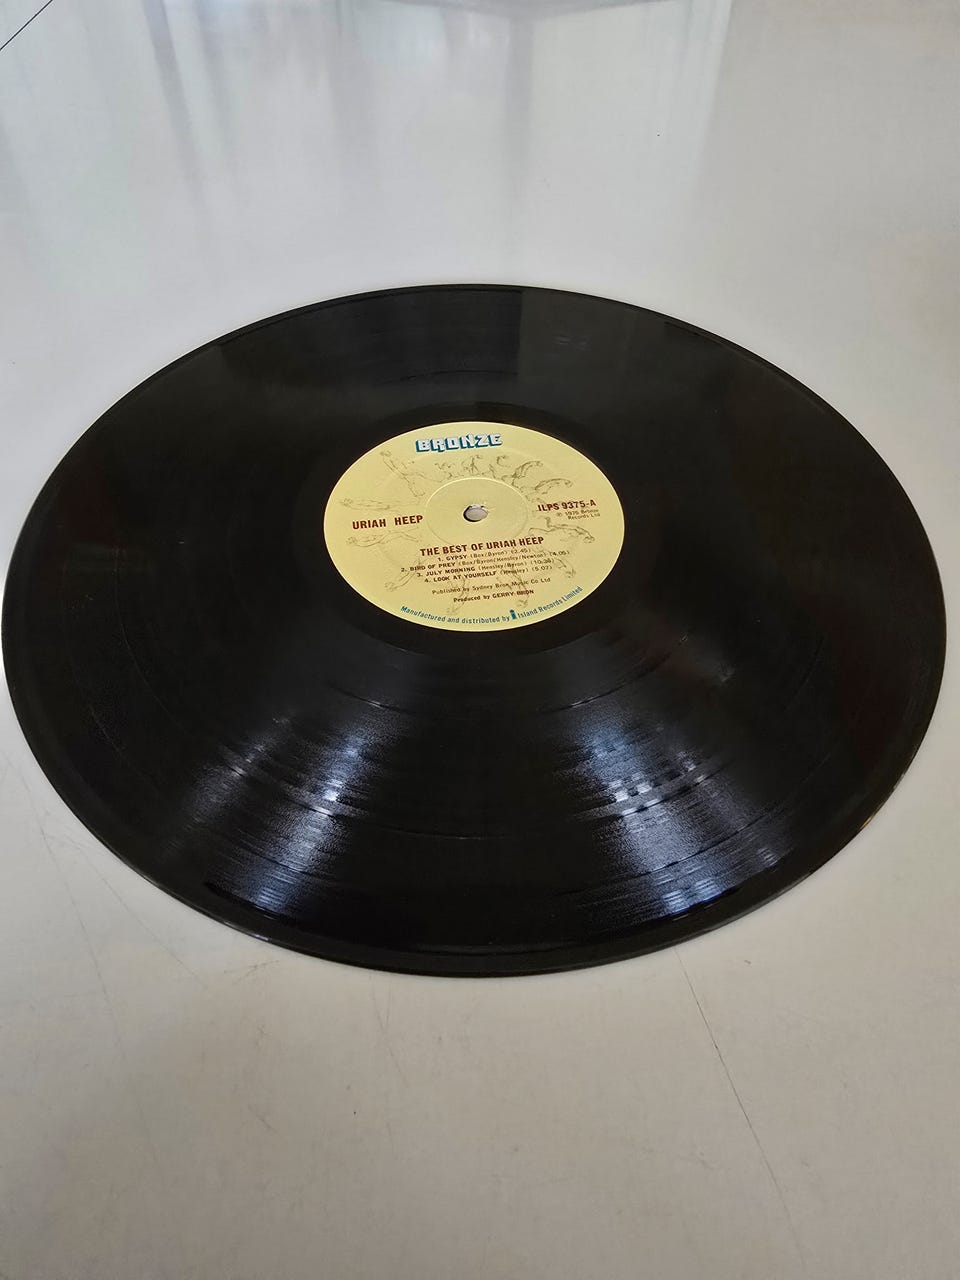 BRONZE
URIAH HEEP
ILPS 9375-A
℗ 1975 Bronze
Records Ltd
THE BEST OF URIAH HEEP
1. GYPSY (Box/Byron) (2.45)
2. BIRD OF PREY (Box/Byron/Hensley/Newton) (4.05)
3. JULY MORNING (Hensley/Byron) (10.36)
4. LOOK AT YOURSELF (Hensley) (5.07)
Published by Sydney Bron Music Co Ltd
Produced by GERRY BRON
Manufactured and distributed by i Island Records Limited